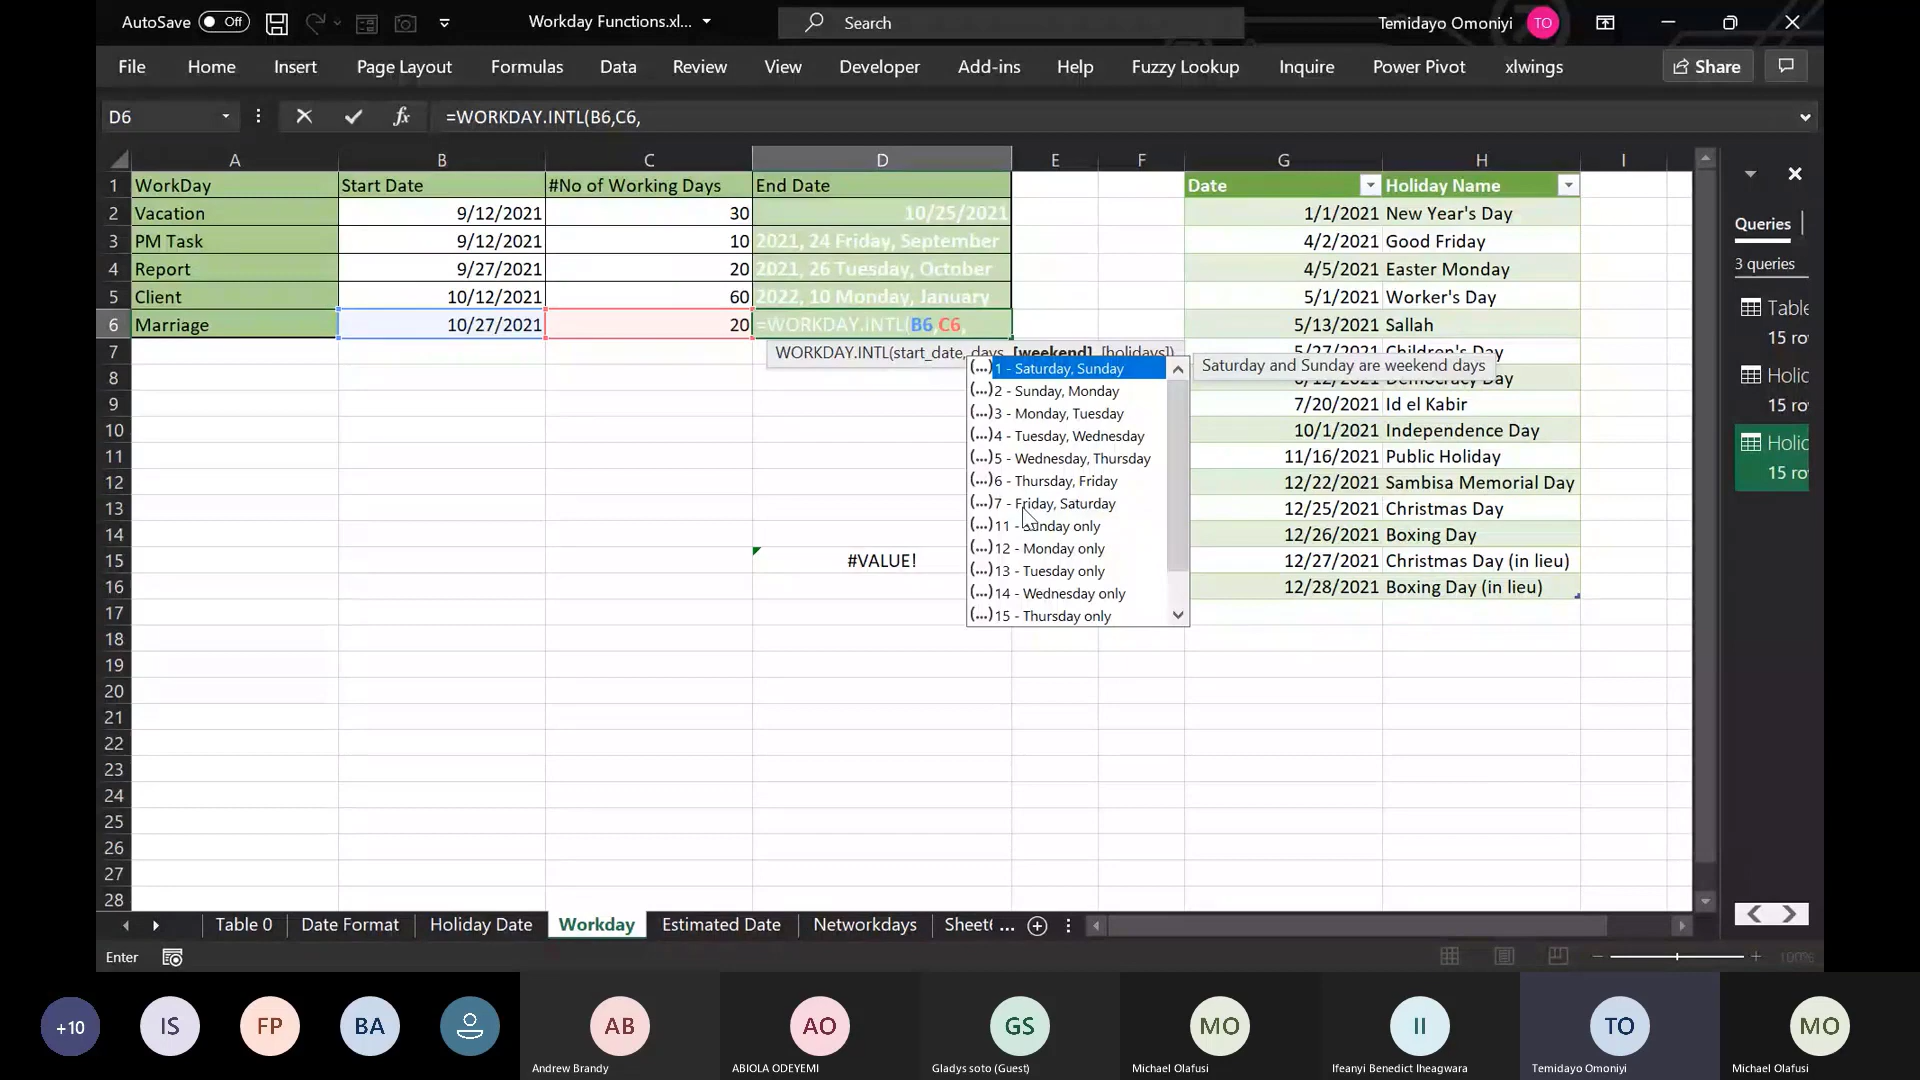 AutoSave Off Workday Functions.xl... Search Temidayo Omoniyi TO
File Home Insert Page Layout Formulas Data Review View Developer Add-ins Help Fuzzy Lookup Inquire Power Pivot xlwings Share
D6 fx =WORKDAY.INTL(B6,C6,
A B C D E F G H I
1 WorkDay Start Date #No of Working Days End Date Date Holiday Name
2 Vacation 9/12/2021 30 10/25/2021 1/1/2021 New Year's Day
3 PM Task 9/12/2021 10 2021, 24 Friday, September 4/2/2021 Good Friday
4 Report 9/27/2021 20 2021, 26 Tuesday, October 4/5/2021 Easter Monday
5 Client 10/12/2021 60 2022, 10 Monday, January 5/1/2021 Worker's Day
6 Marriage 10/27/2021 20 =WORKDAY.INTL(B6,C6, 5/13/2021 Sallah
7 WORKDAY.INTL(start_date, days, [weekend], [holidays]) 5/27/2021 Children's Day
(...) 1 - Saturday, Sunday Saturday and Sunday are weekend days
8 6/12/2021 Democracy Day
(...) 2 - Sunday, Monday
9 7/20/2021 Id el Kabir
(...) 3 - Monday, Tuesday
10 (...) 4 - Tuesday, Wednesday 10/1/2021 Independence Day
11 (...) 5 - Wednesday, Thursday 11/16/2021 Public Holiday
12 (...) 6 - Thursday, Friday 12/22/2021 Sambisa Memorial Day
13 (...) 7 - Friday, Saturday 12/25/2021 Christmas Day
14 (...) 11 - Sunday only 12/26/2021 Boxing Day
15 #VALUE! (...) 12 - Monday only 12/27/2021 Christmas Day (in lieu)
(...) 13 - Tuesday only
16 (...) 14 - Wednesday only 12/28/2021 Boxing Day (in lieu)
17 (...) 15 - Thursday only
18
19
20
21
22
23
24
25
26
27
28
Queries
3 queries
Table
15 ro
Holid
15 ro
Holid
15 ro
Table 0 Date Format Holiday Date Workday Estimated Date Networkdays Sheet ...
Enter 100%
+10 IS FP BA AB AO GS MO II TO MO
Andrew Brandy ABIOLA ODEYEMI Gladys soto (Guest) Michael Olafusi Ifeanyi Benedict Iheagwara Temidayo Omoniyi Michael Olafusi